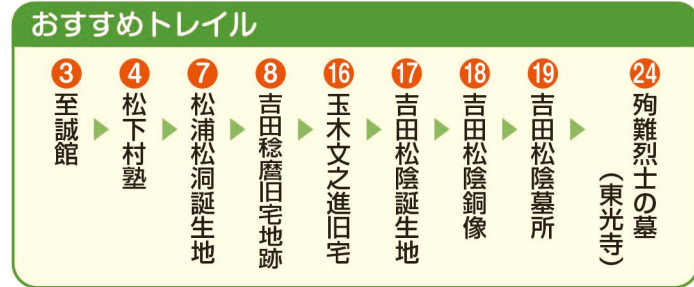 おすすめトレイル
3
至誠館
4
松下村塾
7
松浦松洞誕生地
8
吉田稔麿旧宅地跡
16
玉木文之進旧宅
17
吉田松陰誕生地
18
吉田松陰銅像
19
吉田松陰墓所
24
殉難烈士の墓
(東光寺)